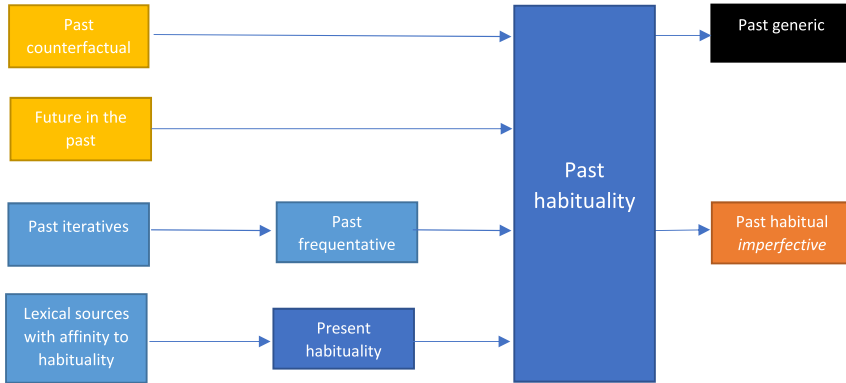 Past
counterfactual
Past generic
Future in the
past
Past
habituality
Past iteratives
Past
frequentative
Past habitual
imperfective
Lexical sources
with affinity to
habituality
Present
habituality